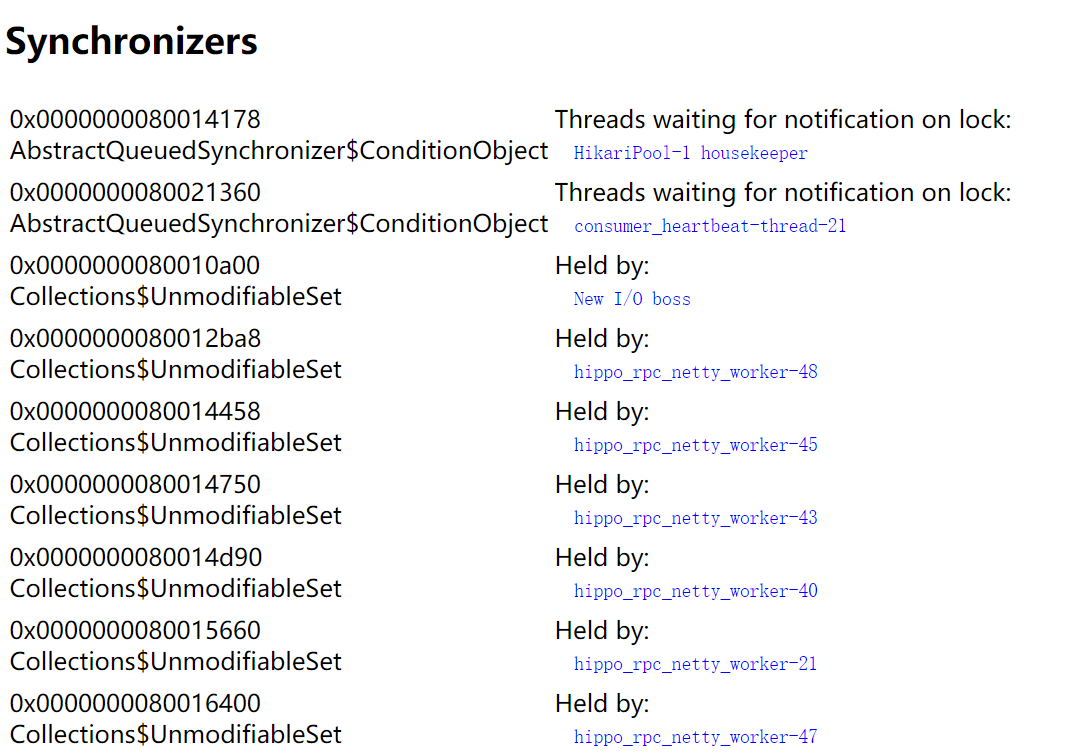 Synchronizers
0x0000000080014178 Threads waiting for notification on lock:
AbstractQueuedSynchronizer$ConditionObject HikariPool-1 housekeeper
0x0000000080021360 Threads waiting for notification on lock:
AbstractQueuedSynchronizer$ConditionObject consumer_heartbeat-thread-21
0x0000000080010a00 Held by:
Collections$UnmodifiableSet New I/O boss
0x0000000080012ba8 Held by:
Collections$UnmodifiableSet hippo_rpc_netty_worker-48
0x0000000080014458 Held by:
Collections$UnmodifiableSet hippo_rpc_netty_worker-45
0x0000000080014750 Held by:
Collections$UnmodifiableSet hippo_rpc_netty_worker-43
0x0000000080014d90 Held by:
Collections$UnmodifiableSet hippo_rpc_netty_worker-40
0x0000000080015660 Held by:
Collections$UnmodifiableSet hippo_rpc_netty_worker-21
0x0000000080016400 Held by:
Collections$UnmodifiableSet hippo_rpc_netty_worker-47